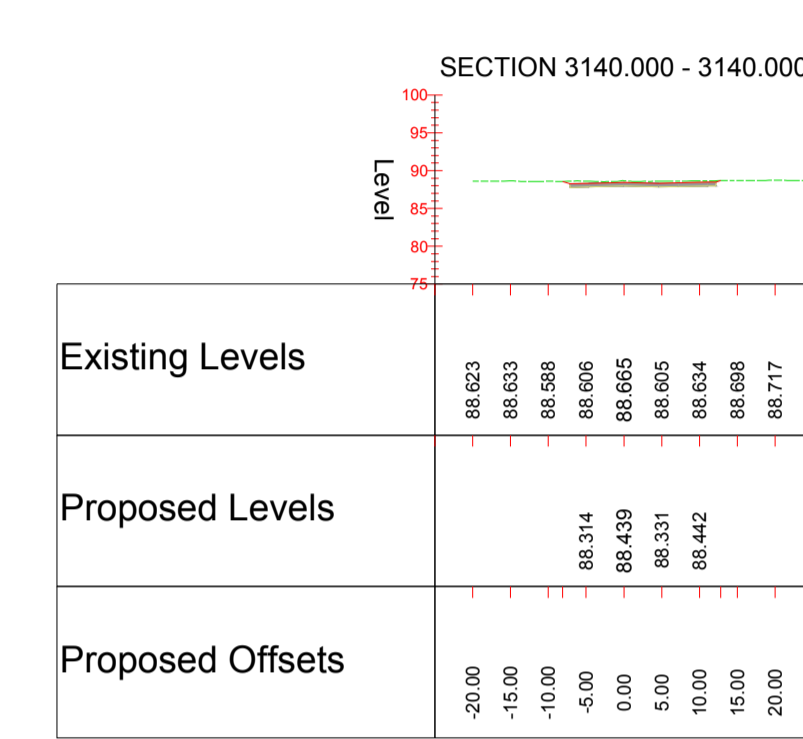 SECTION 3140.000 - 3140.000
100
95
90
85
80
75
Level
Existing Levels
88.623 88.633 88.588 88.606 88.665 88.605 88.634 88.698 88.717
Proposed Levels
88.314 88.439 88.331 88.442
Proposed Offsets
-20.00 -15.00 -10.00 -5.00 0.00 5.00 10.00 15.00 20.00